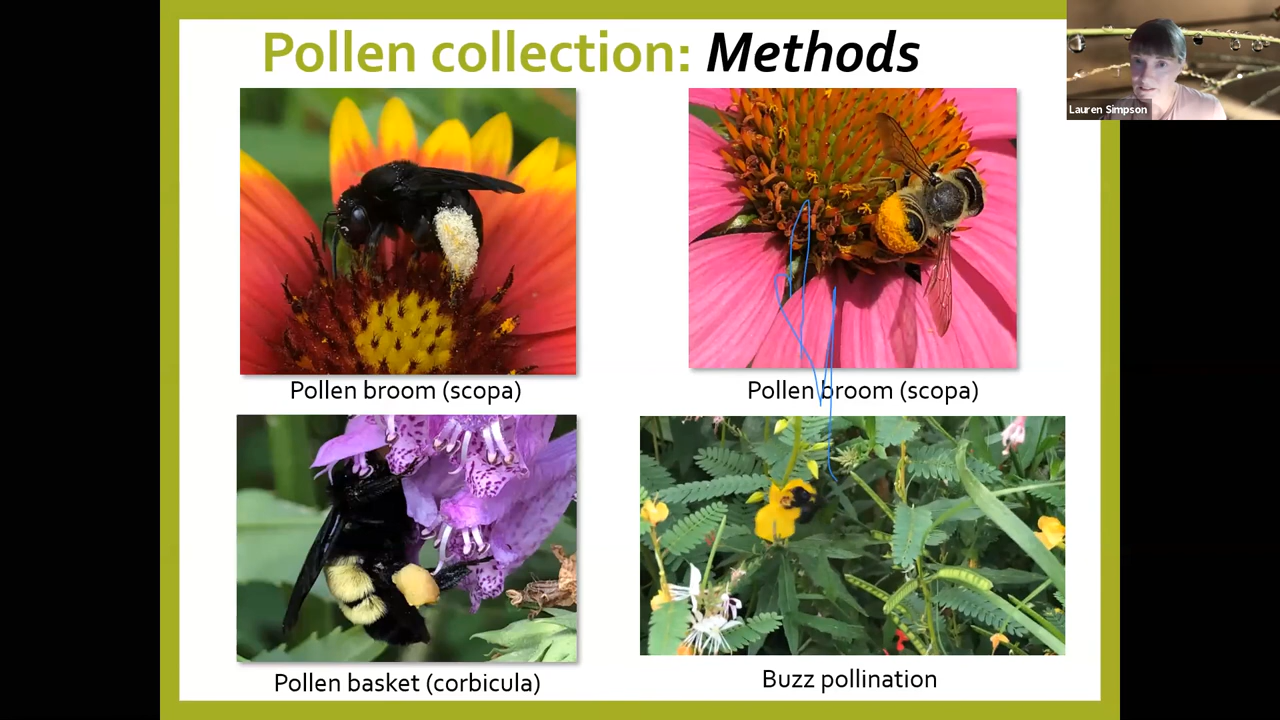 Pollen collection: Methods
Lauren Simpson
Pollen broom (scopa)
Pollen broom (scopa)
Pollen basket (corbicula)
Buzz pollination